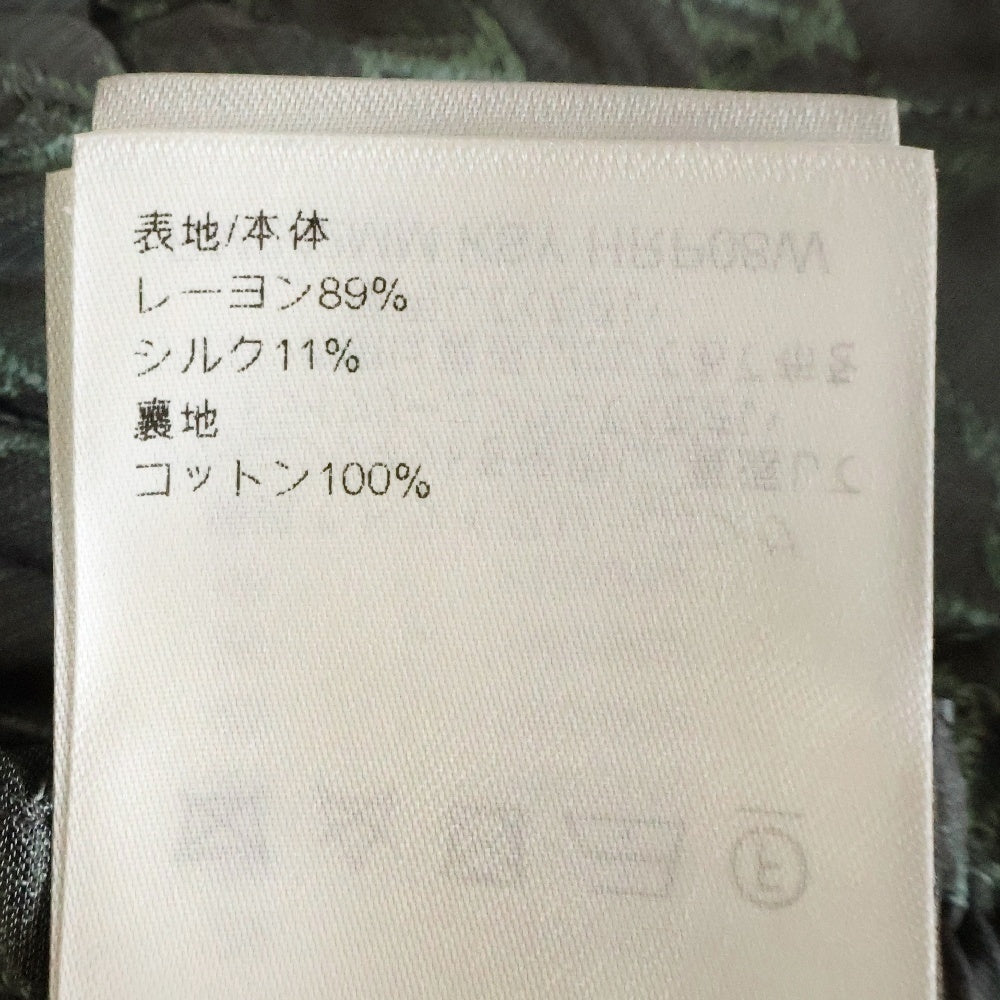 表地/本体
レーヨン89%
シルク11%
裏地
コットン100%